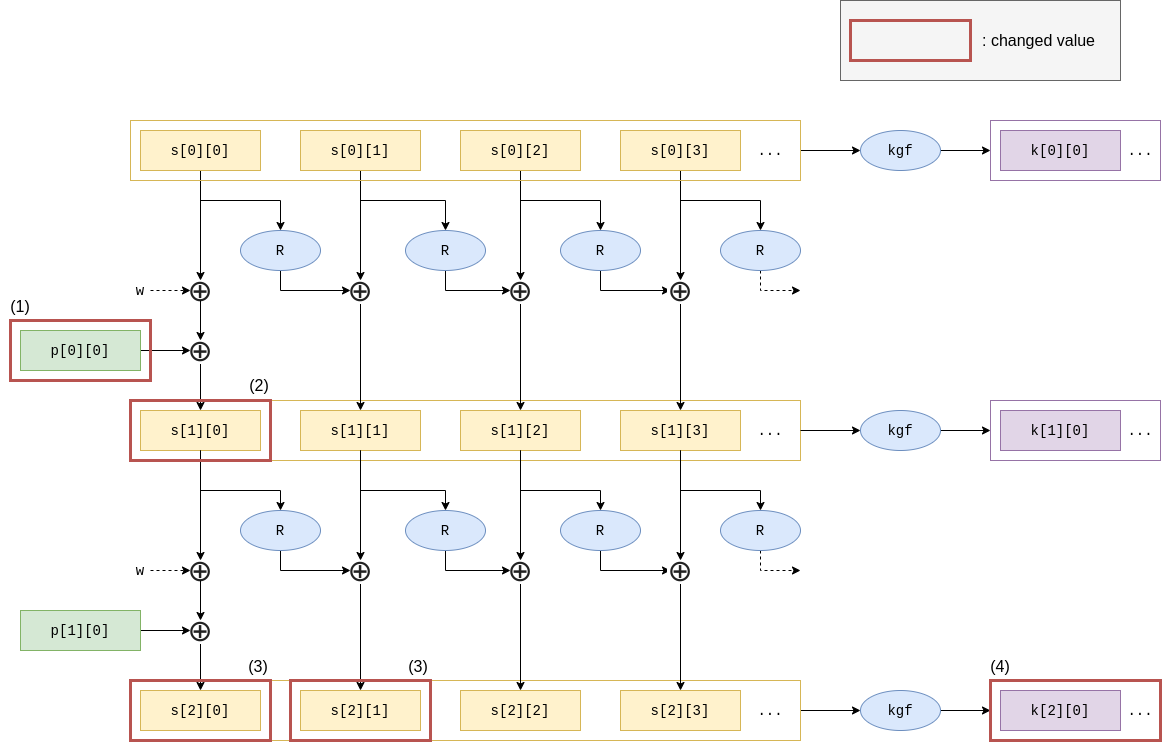 : changed value
s[0][0] s[0][1] s[0][2] s[0][3] ... kgf k[0][0] ...
R R R R
w
(1)
p[0][0]
(2)
s[1][0] s[1][1] s[1][2] s[1][3] ... kgf k[1][0] ...
R R R R
w
p[1][0]
(3) (3) (4)
s[2][0] s[2][1] s[2][2] s[2][3] ... kgf k[2][0] ...